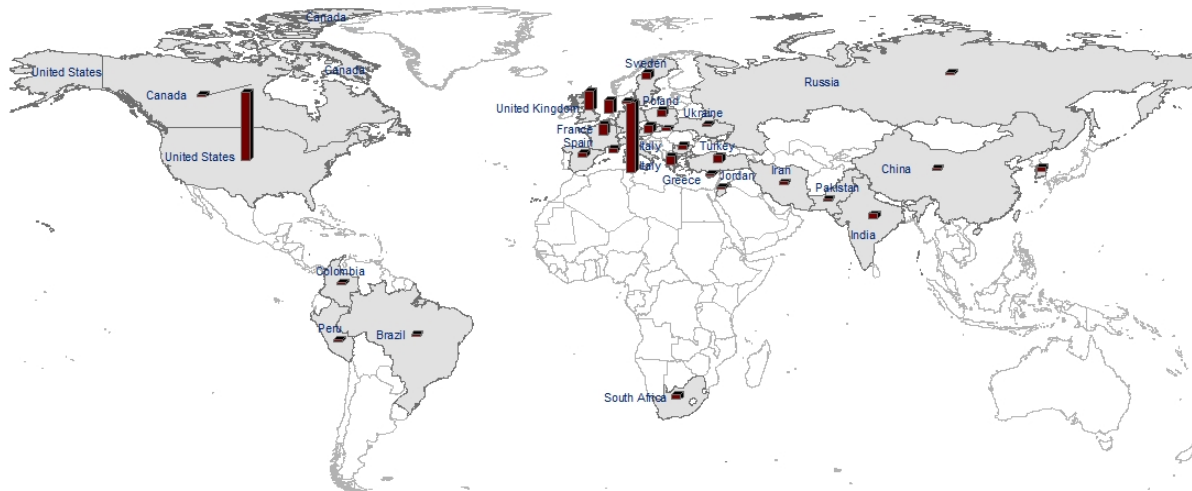 Canada
United States
Canada
Canada
United States
Sweden
Russia
United Kingdom
Poland
Ukraine
France
Spain
Italy
Italy
Turkey
Greece
Jordan
Iran
Pakistan
China
India
Colombia
Peru
Brazil
South Africa